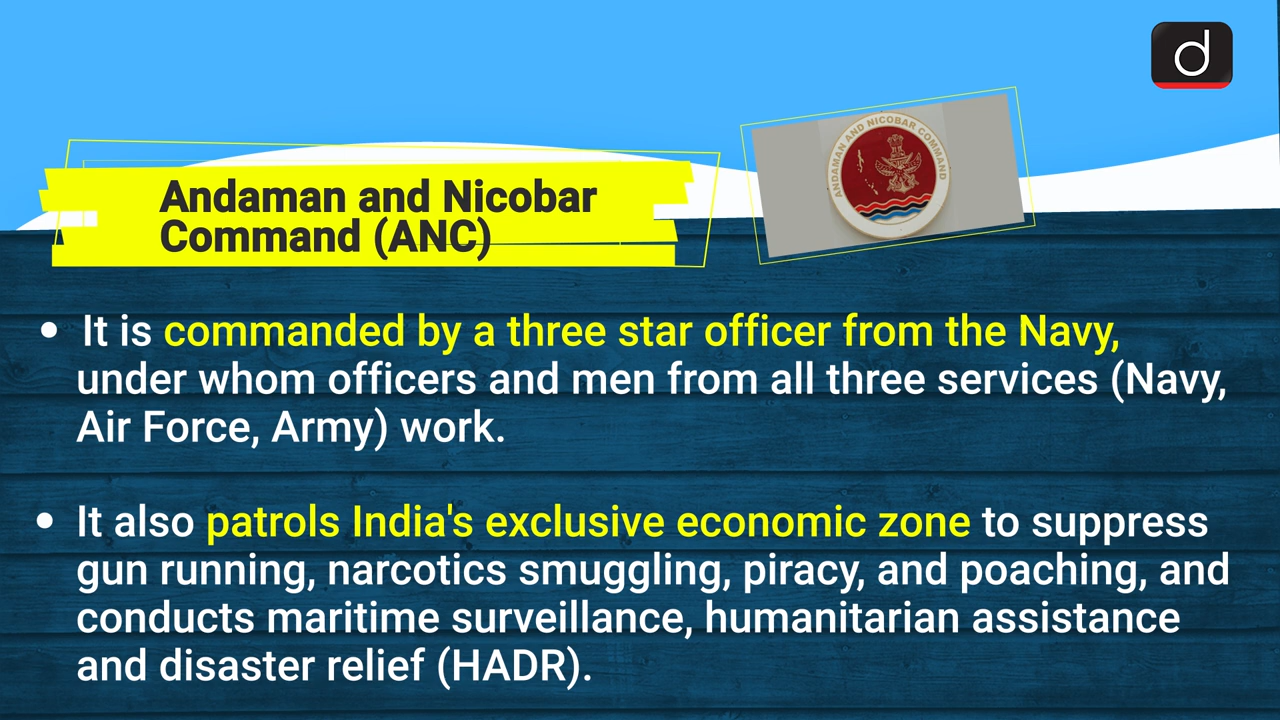 d
Andaman and Nicobar
Command (ANC)
ANDAMAN AND NICOBAR COMMAND
• It is commanded by a three star officer from the Navy,
under whom officers and men from all three services (Navy,
Air Force, Army) work.
• It also patrols India's exclusive economic zone to suppress
gun running, narcotics smuggling, piracy, and poaching, and
conducts maritime surveillance, humanitarian assistance
and disaster relief (HADR).